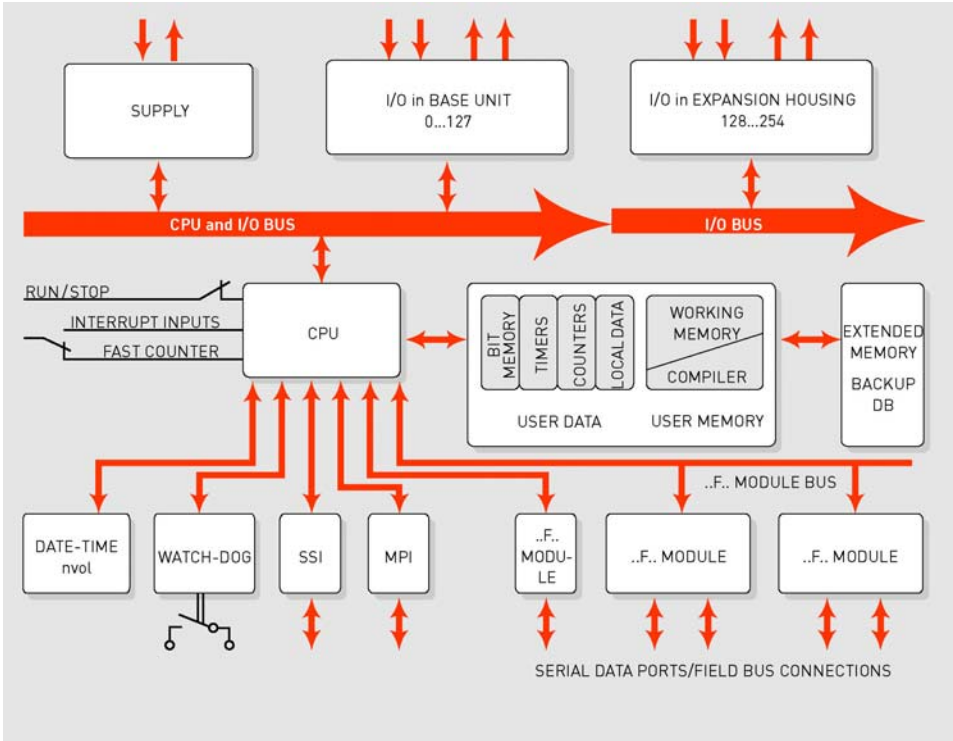 SUPPLY
I/O in BASE UNIT
0...127
I/O in EXPANSION HOUSING
128...254
CPU and I/O BUS
I/O BUS
RUN/STOP
INTERRUPT INPUTS
FAST COUNTER
CPU
BIT
MEMORY
TIMERS
COUNTERS
LOCAL DATA
WORKING
MEMORY
COMPILER
USER DATA
USER MEMORY
EXTENDED
MEMORY
BACKUP
DB
..F.. MODULE BUS
DATE-TIME
nvol
WATCH-DOG
SSI
MPI
..F..
MODU-
LE
..F.. MODULE
..F.. MODULE
SERIAL DATA PORTS/FIELD BUS CONNECTIONS